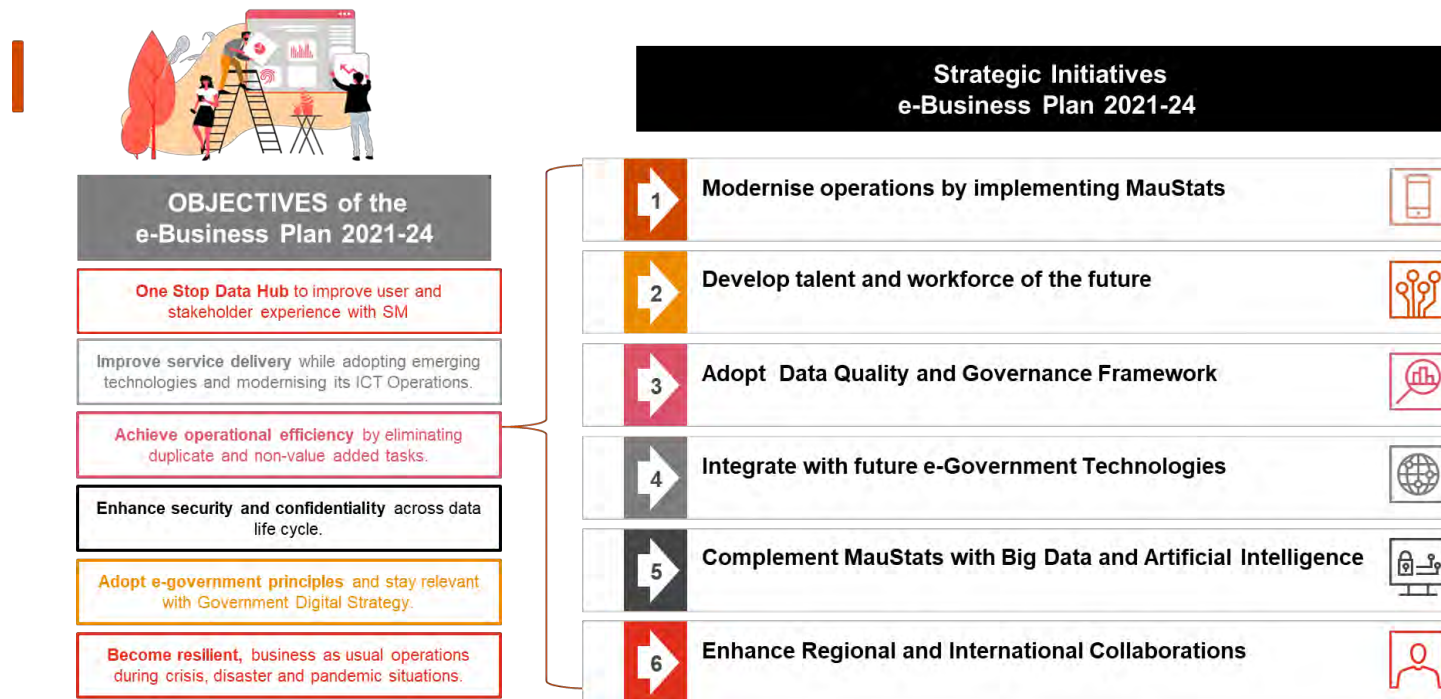 OBJECTIVES of the
e-Business Plan 2021-24
One Stop Data Hub to improve user and
stakeholder experience with SM
Improve service delivery while adopting emerging
technologies and modernising its ICT Operations.
Achieve operational efficiency by eliminating
duplicate and non-value added tasks.
Enhance security and confidentiality across data
life cycle.
Adopt e-government principles and stay relevant
with Government Digital Strategy.
Become resilient, business as usual operations
during crisis, disaster and pandemic situations.
Strategic Initiatives
e-Business Plan 2021-24
1 Modernise operations by implementing MauStats
2 Develop talent and workforce of the future
3 Adopt Data Quality and Governance Framework
4 Integrate with future e-Government Technologies
5 Complement MauStats with Big Data and Artificial Intelligence
6 Enhance Regional and International Collaborations